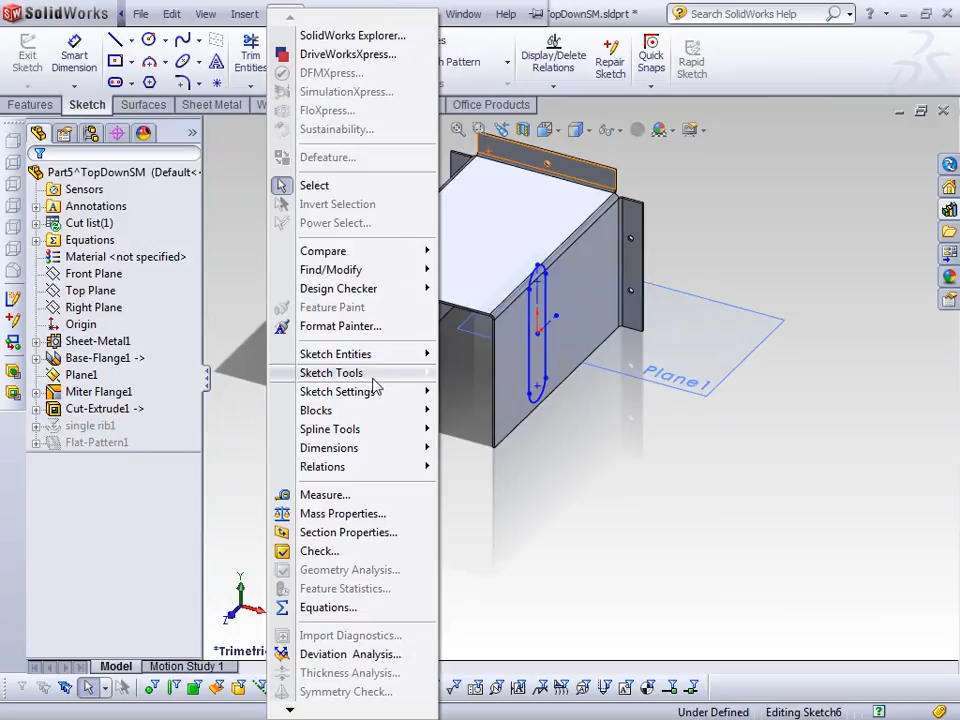 SolidWorks
File
Edit
View
Insert
Window
Help
TopDownSM.sldprt *
Search SolidWorks Help
Exit Sketch
Smart Dimension
Trim Entities
Pattern
Display/Delete Relations
Repair Sketch
Quick Snaps
Rapid Sketch
Features
Sketch
Surfaces
Sheet Metal
Office Products
Part5^TopDownSM
Sensors
Annotations
Cut list(1)
Equations
Material <not specified>
Front Plane
Top Plane
Right Plane
Origin
Sheet-Metal1
Base-Flange1 ->
Plane1
Miter Flange1
Cut-Extrude1 ->
single rib1
Flat-Pattern1
SolidWorks Explorer...
DriveWorksXpress...
DFMXpress...
SimulationXpress...
FloXpress...
Sustainability...
Defeature...
Select
Invert Selection
Power Select...
Compare
Find/Modify
Design Checker
Feature Paint
Format Painter...
Sketch Entities
Sketch Tools
Sketch Settings
Blocks
Spline Tools
Dimensions
Relations
Measure...
Mass Properties...
Section Properties...
Check...
Geometry Analysis...
Feature Statistics...
Equations...
Import Diagnostics...
Deviation Analysis...
Thickness Analysis...
Symmetry Check...
Plane1
Y
Z
*Trimetri
Model
Motion Study 1
Under Defined
Editing Sketch6